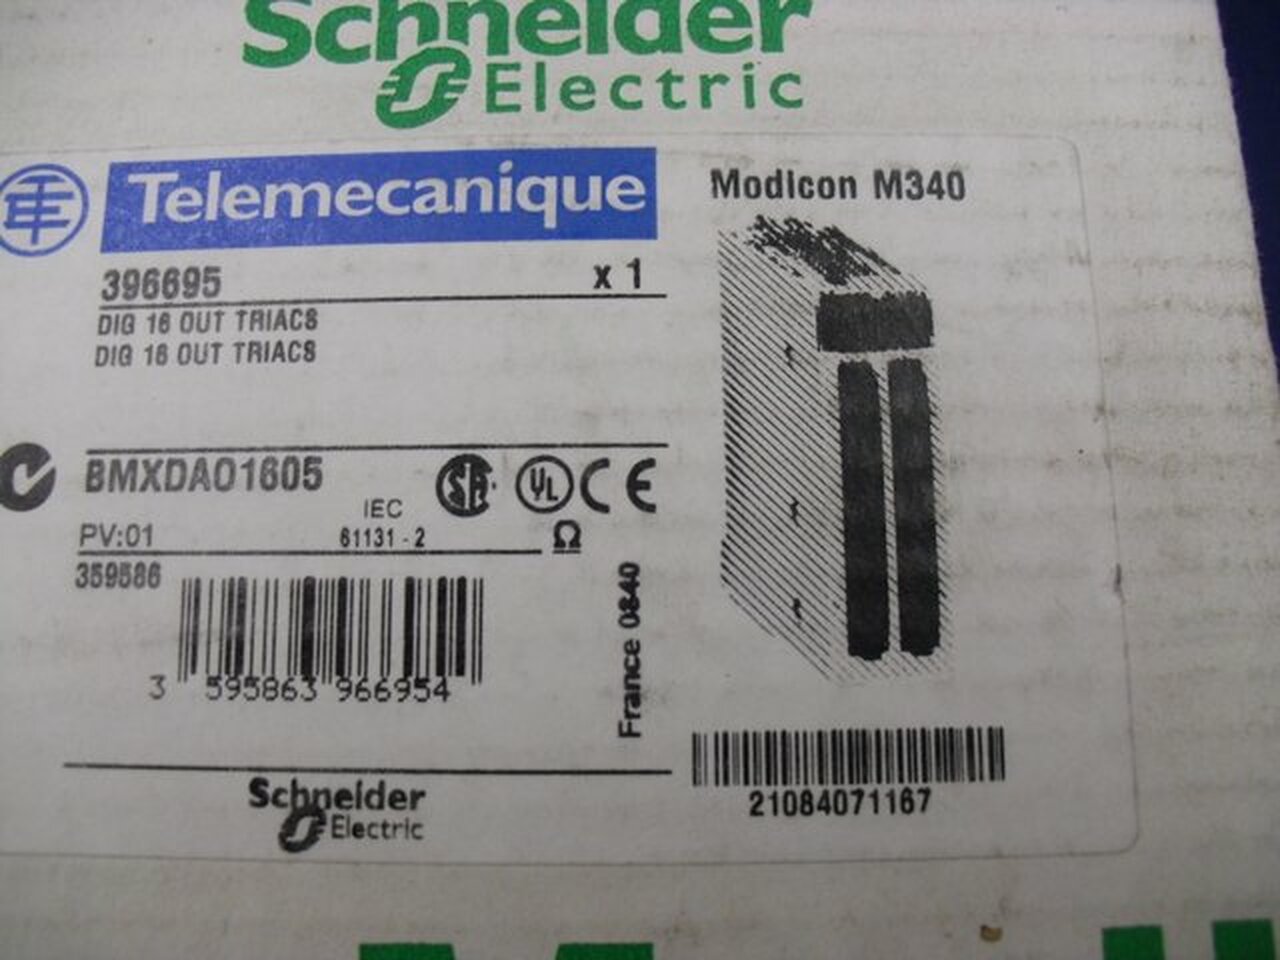 Schneider
Electric
Telemecanique
Modicon M340
396695
x 1
DIG 16 OUT TRIACS
DIG 16 OUT TRIACS
BMXDAO1605
IEC
61131 - 2
PV:01
359586
3 595863 966954
France 0840
21084071167
Schneider
Electric